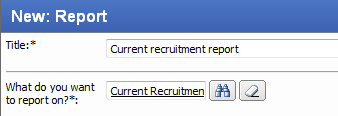 New: Report
Title:* Current recruitment report
What do you want
to report on?*: Current Recruitmen